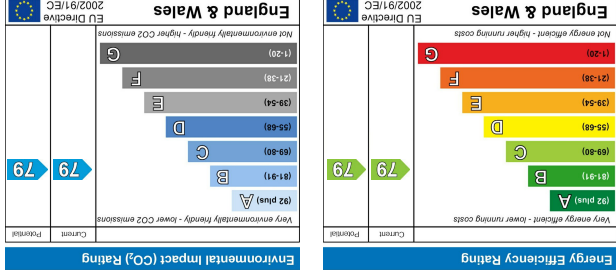 Energy Efficiency Rating
Current
Potential
Very energy efficient - lower running costs
(92 plus) A
(81-91) B
(69-80) C
79
79
(55-68) D
(39-54) E
(21-38) F
(1-20) G
Not energy efficient - higher running costs
England & Wales
EU Directive
2002/91/EC
Environmental Impact (CO₂) Rating
Current
Potential
Very environmentally friendly - lower CO2 emissions
(92 plus) A
(81-91) B
(69-80) C
79
79
(55-68) D
(39-54) E
(21-38) F
(1-20) G
Not environmentally friendly - higher CO2 emissions
England & Wales
EU Directive
2002/91/EC